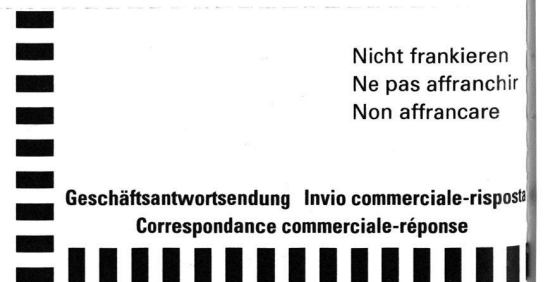 Nicht frankieren
Ne pas affranchir
Non affrancare
Geschäftsantwortsendung Invio commerciale-risposta
Correspondance commerciale-réponse